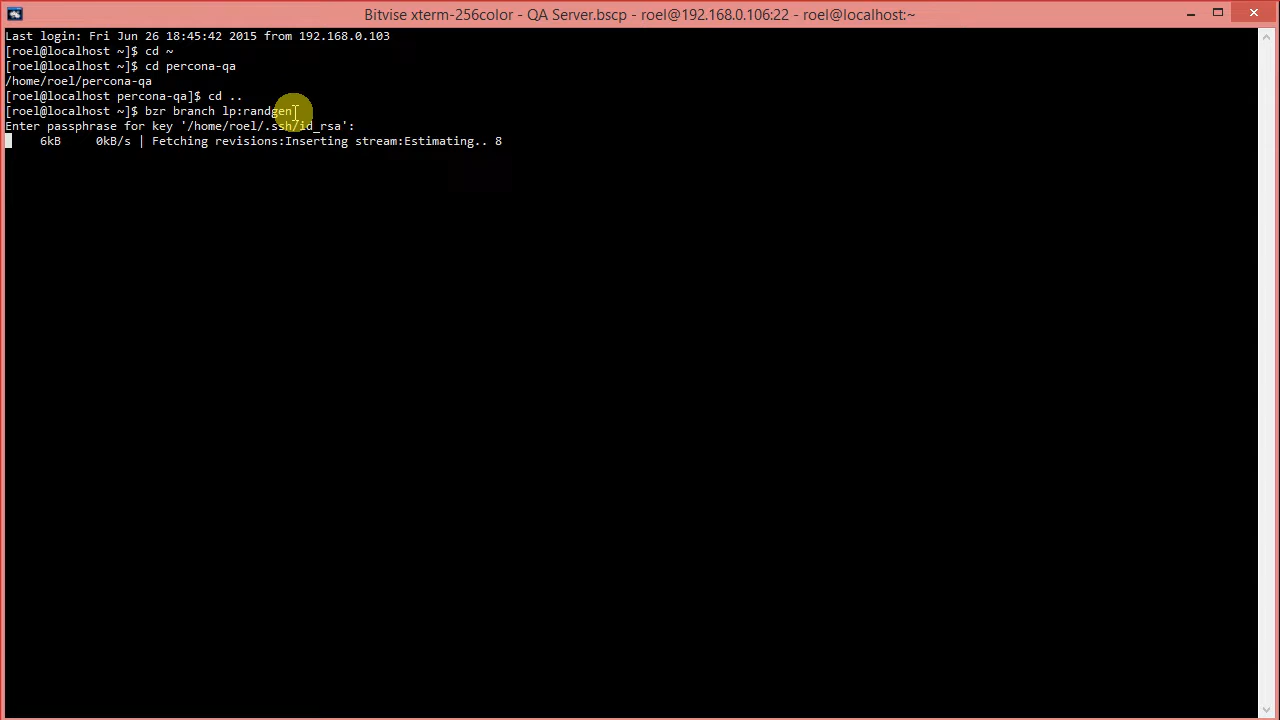 Bitvise xterm-256color - QA Server.bscp - roel@192.168.0.106:22 - roel@localhost:~
Last login: Fri Jun 26 18:45:42 2015 from 192.168.0.103
[roel@localhost ~]$ cd ~
[roel@localhost ~]$ cd percona-qa
/home/roel/percona-qa
[roel@localhost percona-qa]$ cd ..
[roel@localhost ~]$ bzr branch lp:randgen
Enter passphrase for key '/home/roel/.ssh/id_rsa':
6kB     0kB/s | Fetching revisions:Inserting stream:Estimating.. 8